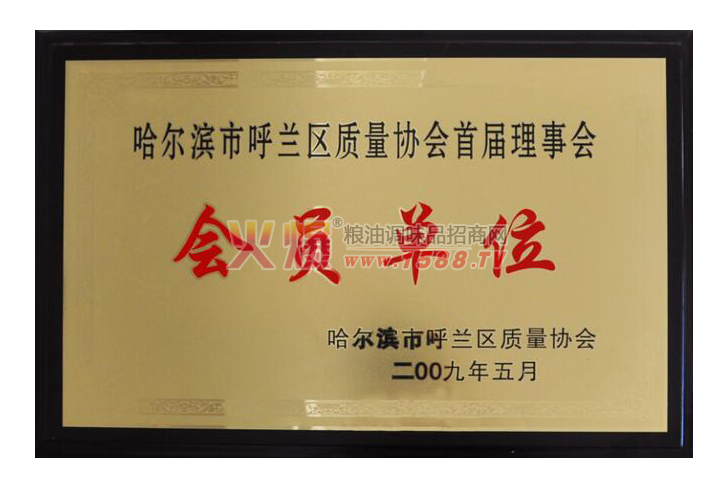 哈尔滨市呼兰区质量协会首届理事会
会员单位
火爆® 粮油调味品招商网
www.1588.TV
哈尔滨市呼兰区质量协会
二00九年五月